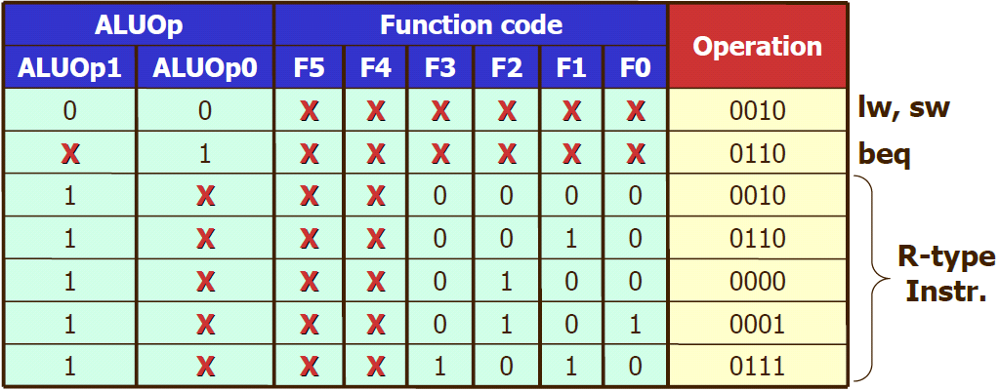 ALUOp Function code Operation
ALUOp1 ALUOp0 F5 F4 F3 F2 F1 F0
0 0 X X X X X X 0010 lw, sw
X 1 X X X X X X 0110 beq
1 X X X 0 0 0 0 0010
1 X X X 0 0 1 0 0110
1 X X X 0 1 0 0 0000
1 X X X 0 1 0 1 0001
1 X X X 1 0 1 0 0111
R-type
Instr.